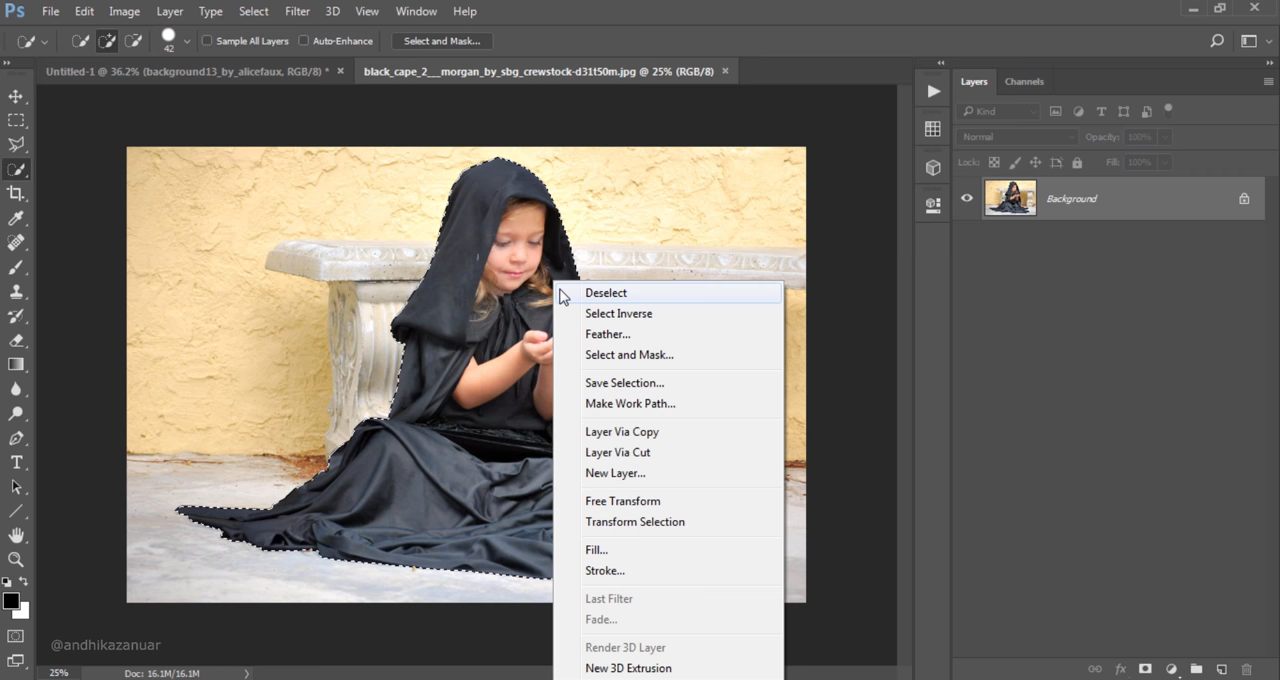 Ps File Edit Image Layer Type Select Filter 3D View Window Help
42 Sample All Layers Auto-Enhance Select and Mask...
Untitled-1 @ 36.2% (background13_by_alicefaux, RGB/8) * × black_cape_2__morgan_by_sbg_crewstock-d31t50m.jpg @ 25% (RGB/8) ×
Layers Channels
Kind
Normal Opacity: 100%
Lock: Fill: 100%
Background
Deselect
Select Inverse
Feather...
Select and Mask...
Save Selection...
Make Work Path...
Layer Via Copy
Layer Via Cut
New Layer...
Free Transform
Transform Selection
Fill...
Stroke...
Last Filter
Fade...
Render 3D Layer
New 3D Extrusion
@andhikazanuar
25% Doc: 16.1M/16.1M